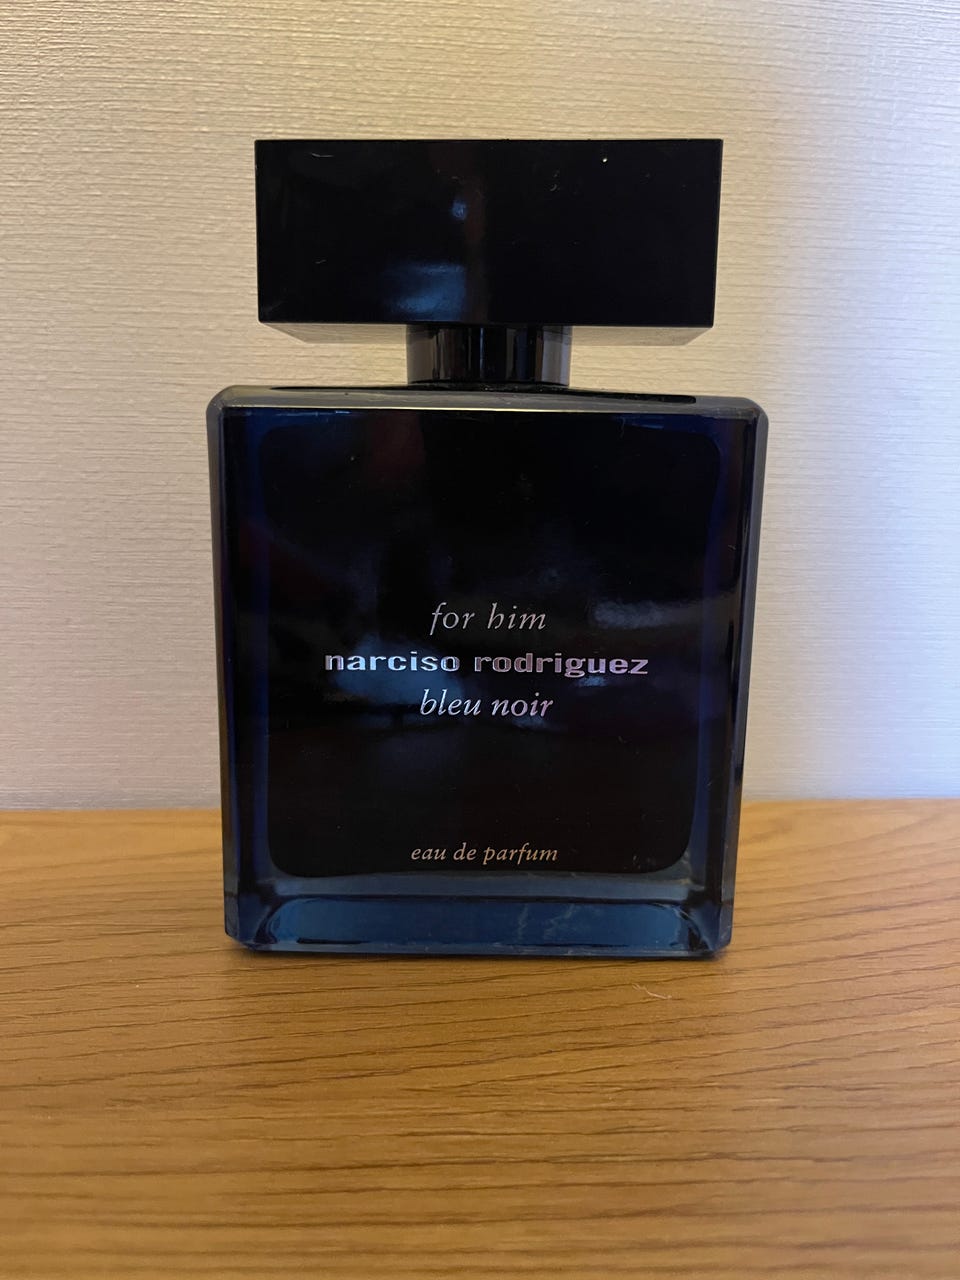 for him
narciso rodriguez
bleu noir
eau de parfum